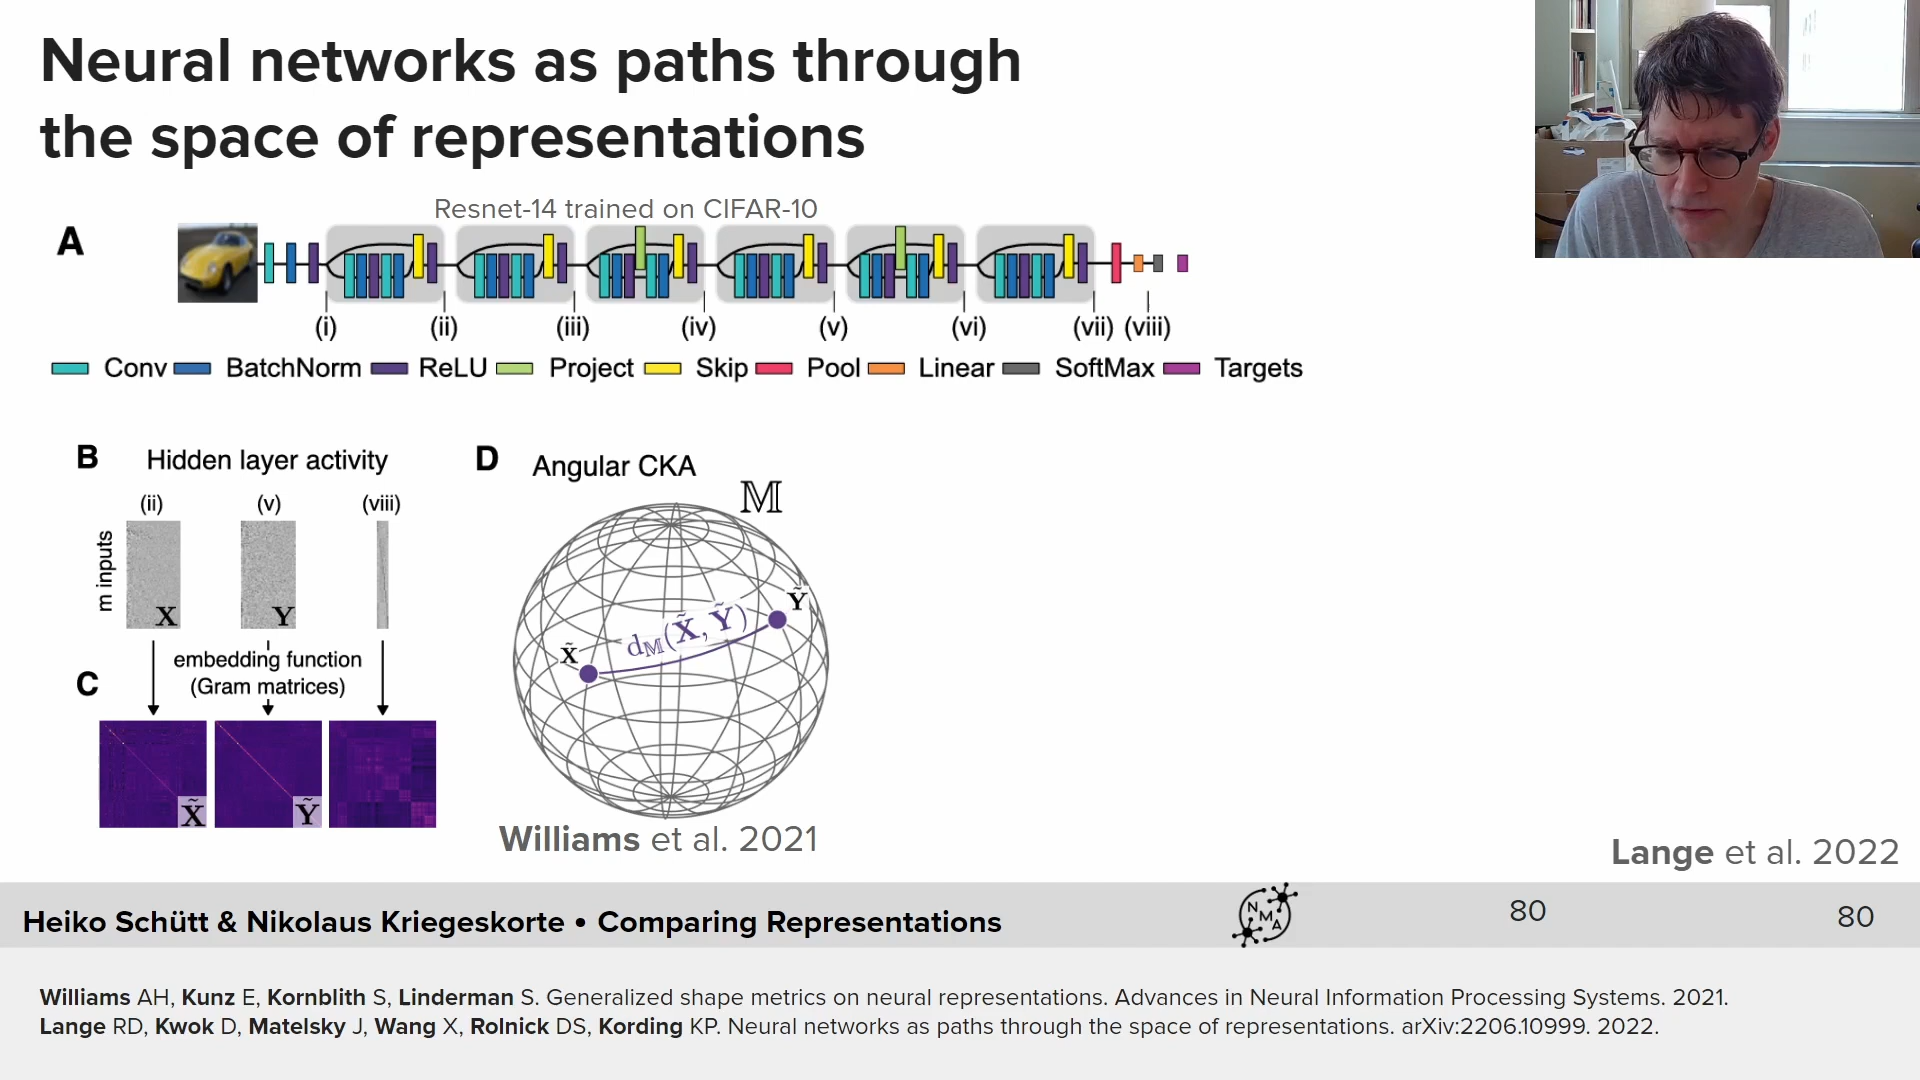 Neural networks as paths through
the space of representations
Resnet-14 trained on CIFAR-10
A
(i) (ii) (iii) (iv) (v) (vi) (vii) (viii)
Conv BatchNorm ReLU Project Skip Pool Linear SoftMax Targets
B Hidden layer activity
(ii) (v) (viii)
m inputs
X Y
embedding function
(Gram matrices)
C
X̃ Ỹ
D Angular CKA
𝕄
Ỹ
d𝕄(X̃, Ỹ)
X̃
Williams et al. 2021
Lange et al. 2022
Heiko Schütt & Nikolaus Kriegeskorte • Comparing Representations
N M A
80
80
Williams AH, Kunz E, Kornblith S, Linderman S. Generalized shape metrics on neural representations. Advances in Neural Information Processing Systems. 2021.
Lange RD, Kwok D, Matelsky J, Wang X, Rolnick DS, Kording KP. Neural networks as paths through the space of representations. arXiv:2206.10999. 2022.